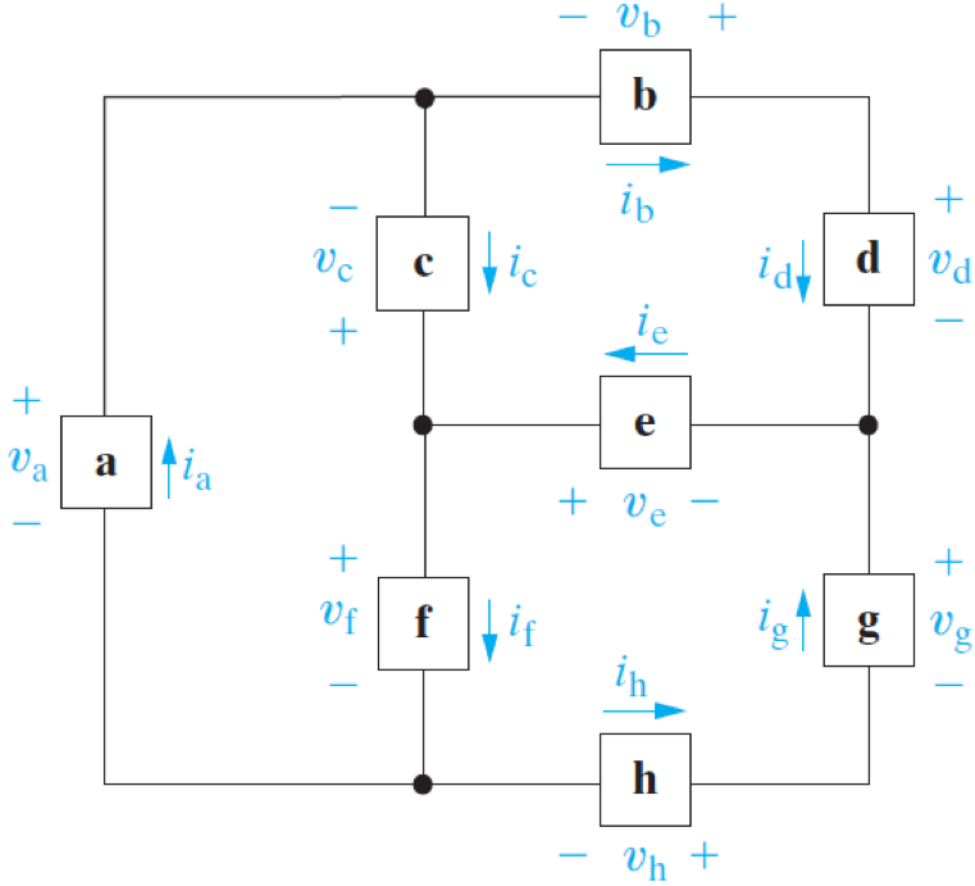 − v_b +
b
i_b
− v_c +
c
i_c
i_d
d
+ v_d −
i_e
e
+ v_e −
+ v_a −
a
i_a
+ v_f −
f
i_f
i_g
g
+ v_g −
i_h
h
− v_h +